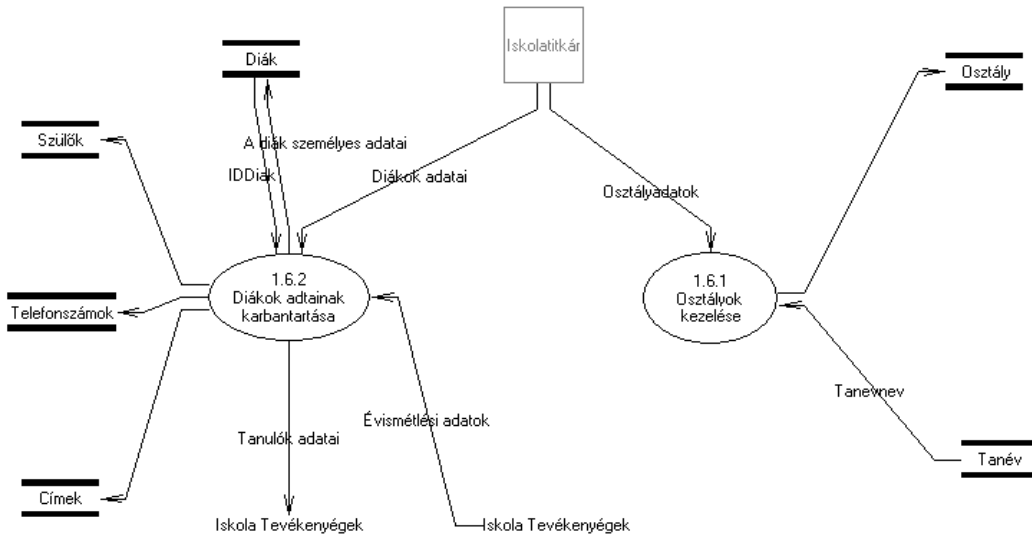 Iskolatitkár
Diák
Osztály
Szülők
A diák személyes adatai
IDDiak
Diákok adatai
Osztályadatok
1.6.2
Diákok adtainak
karbantartása
1.6.1
Osztályok
kezelése
Telefonszámok
Tanevnev
Évismétlési adatok
Tanulók adatai
Tanév
Címek
Iskola Tevékenyégek
Iskola Tevékenyégek